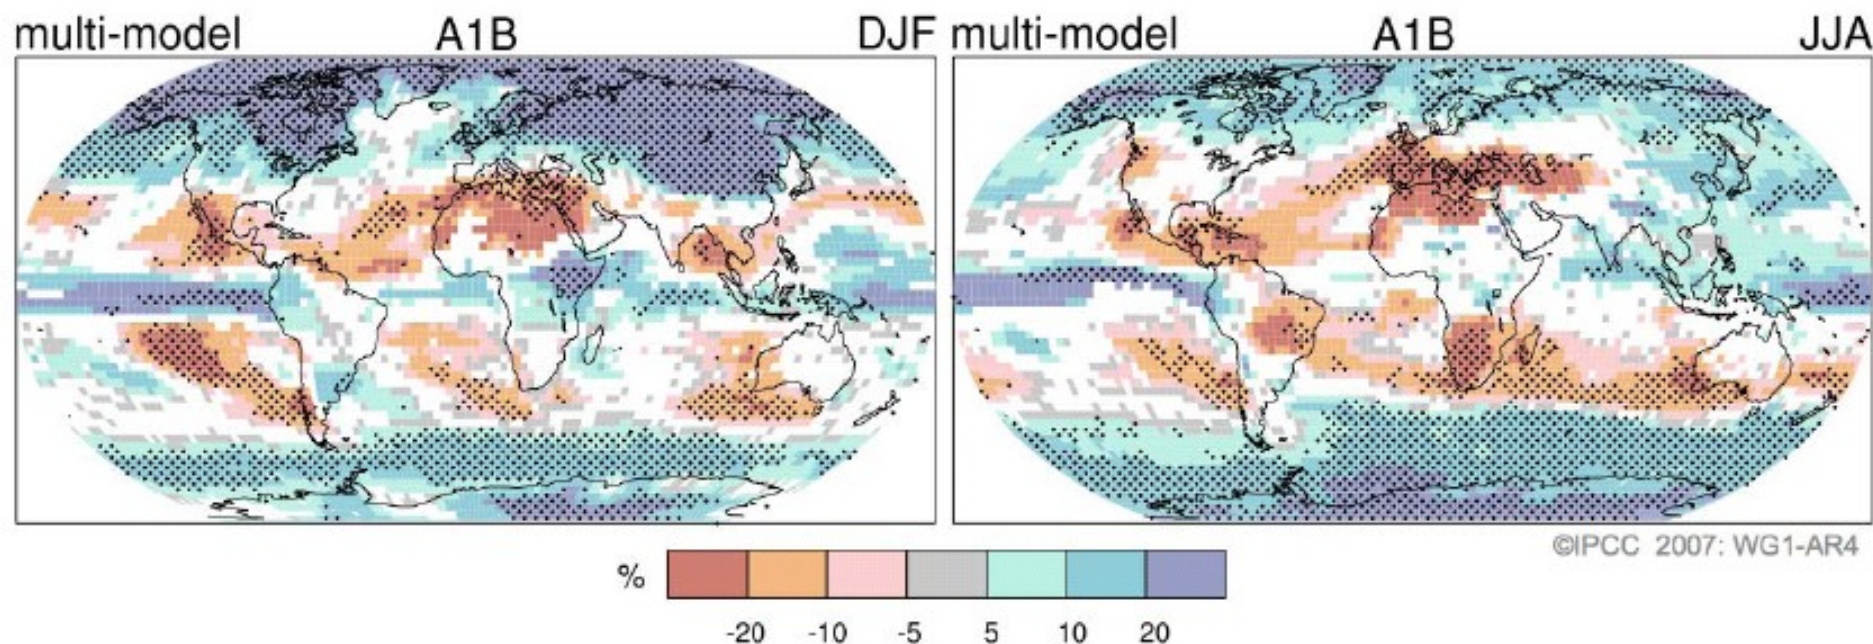 multi-model A1B DJF
multi-model A1B JJA
©IPCC 2007: WG1-AR4
%
-20 -10 -5 5 10 20